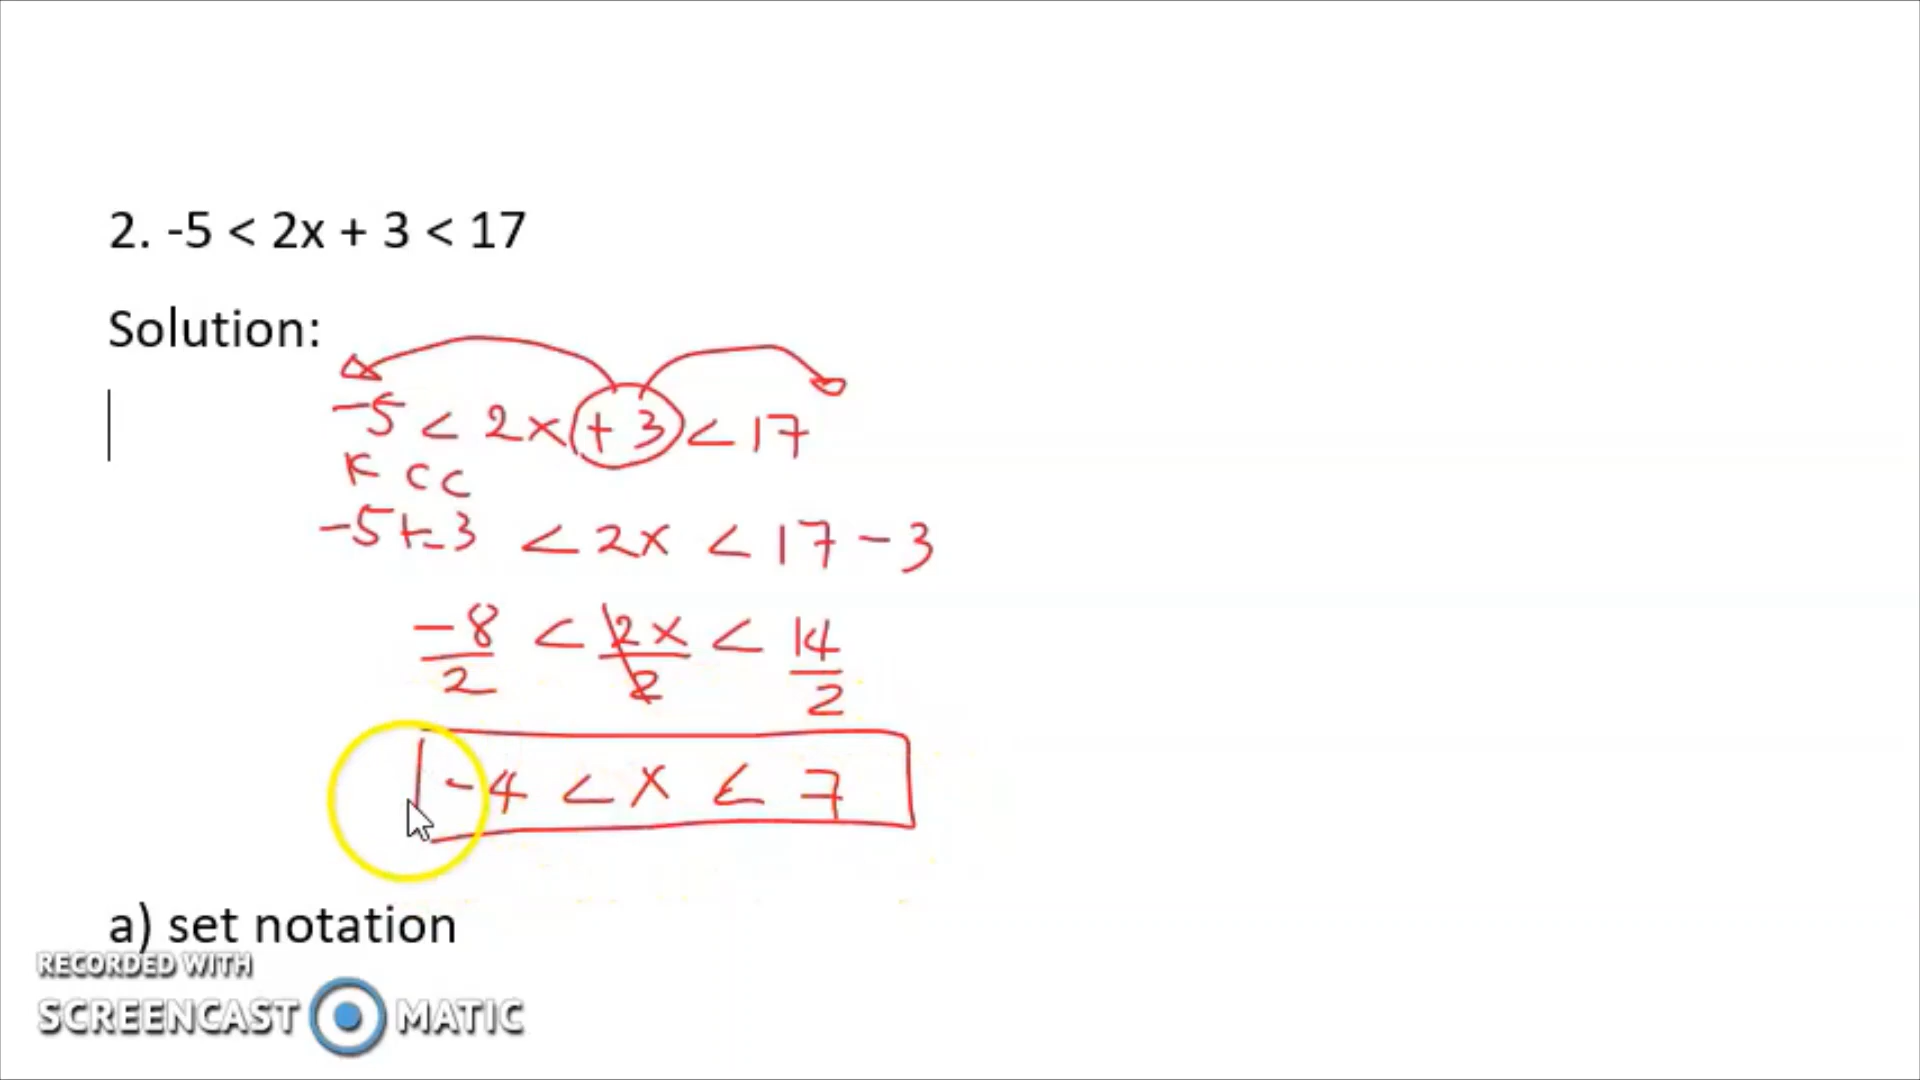 2. -5 < 2x + 3 < 17
Solution:
-5 < 2x + 3 < 17
K C C
-5 + -3 < 2x < 17 - 3
-8/2 < 2x/2 < 14/2
-4 < x < 7
a) set notation
RECORDED WITH
SCREENCAST MATIC